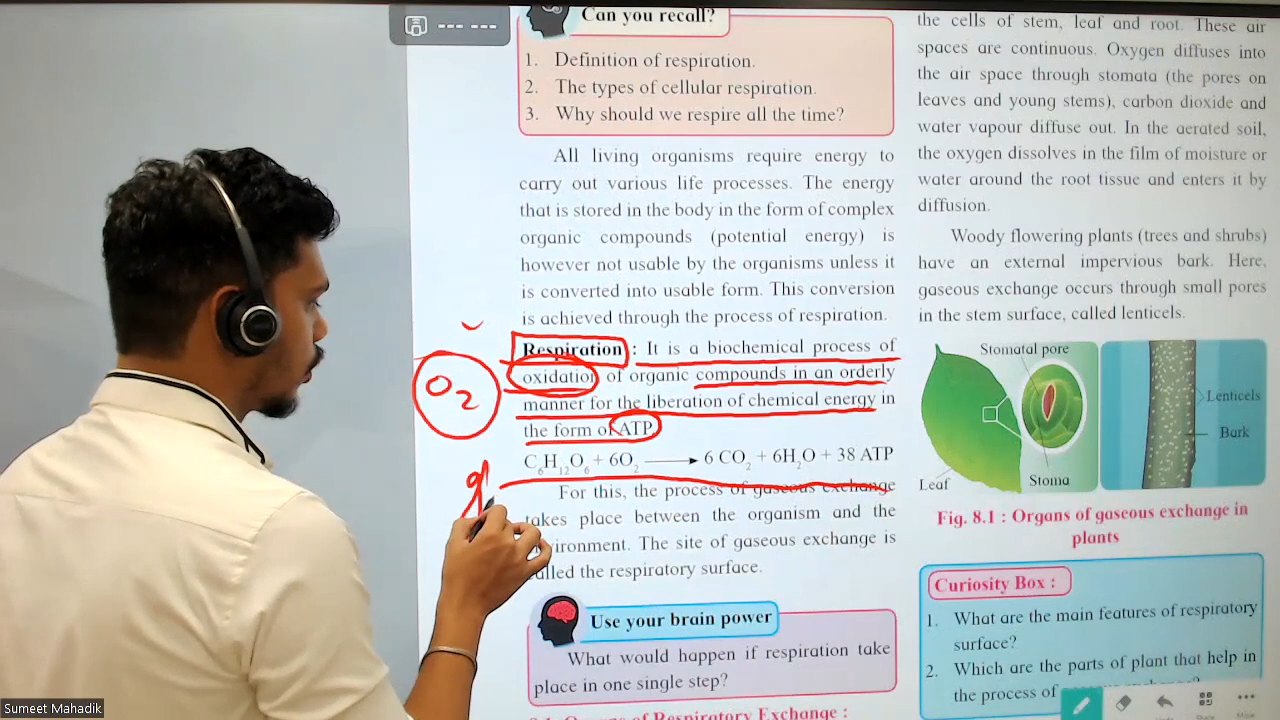 Can you recall?
1. Definition of respiration.
2. The types of cellular respiration.
3. Why should we respire all the time?
All living organisms require energy to
carry out various life processes. The energy
that is stored in the body in the form of complex
organic compounds (potential energy) is
however not usable by the organisms unless it
is converted into usable form. This conversion
is achieved through the process of respiration.
Respiration : It is a biochemical process of
oxidation of organic compounds in an orderly
manner for the liberation of chemical energy in
the form of ATP
O2
C6H12O6 + 6O2 ⟶ 6 CO2 + 6H2O + 38 ATP
For this, the process of gaseous exchange
takes place between the organism and the
The site of gaseous exchange is
the respiratory surface.
Use your brain power
What would happen if respiration take
place in one single step?
8.1 Organs of Respiratory Exchange :
the cells of stem, leaf and root. These air
spaces are continuous. Oxygen diffuses into
the air space through stomata (the pores on
leaves and young stems), carbon dioxide and
water vapour diffuse out. In the aerated soil,
the oxygen dissolves in the film of moisture or
water around the root tissue and enters it by
diffusion.
Woody flowering plants (trees and shrubs)
have an external impervious bark. Here,
gaseous exchange occurs through small pores
in the stem surface, called lenticels.
Stomatal pore
Lenticels
Bark
Leaf
Stoma
Fig. 8.1 : Organs of gaseous exchange in
plants
Curiosity Box :
1. What are the main features of respiratory
surface?
2. Which are the parts of plant that help in
the process of
Sumeet Mahadik